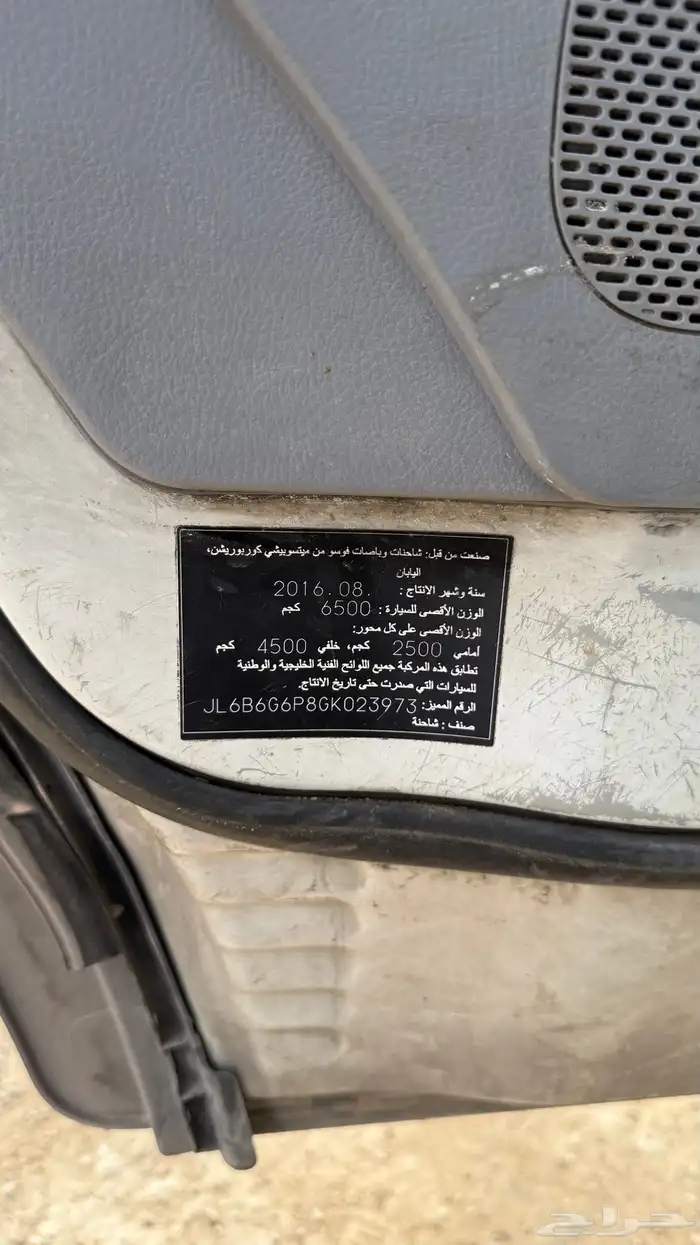 صنعت من قبل: شاحنات وباصات فوسو من ميتسوبيشي كوربوريشن،
اليابان
سنة وشهر الانتاج : 2016.08.
الوزن الأقصى للسيارة : 6500 كجم
الوزن الأقصى على كل محور:
أمامي 2500 كجم، خلفي 4500 كجم
تطابق هذه المركبة جميع اللوائح الفنية الخليجية والوطنية
للسيارات التي صدرت حتى تاريخ الانتاج.
الرقم المميز: JL6B6G6P8GK023973
صنف : شاحنة
حراج